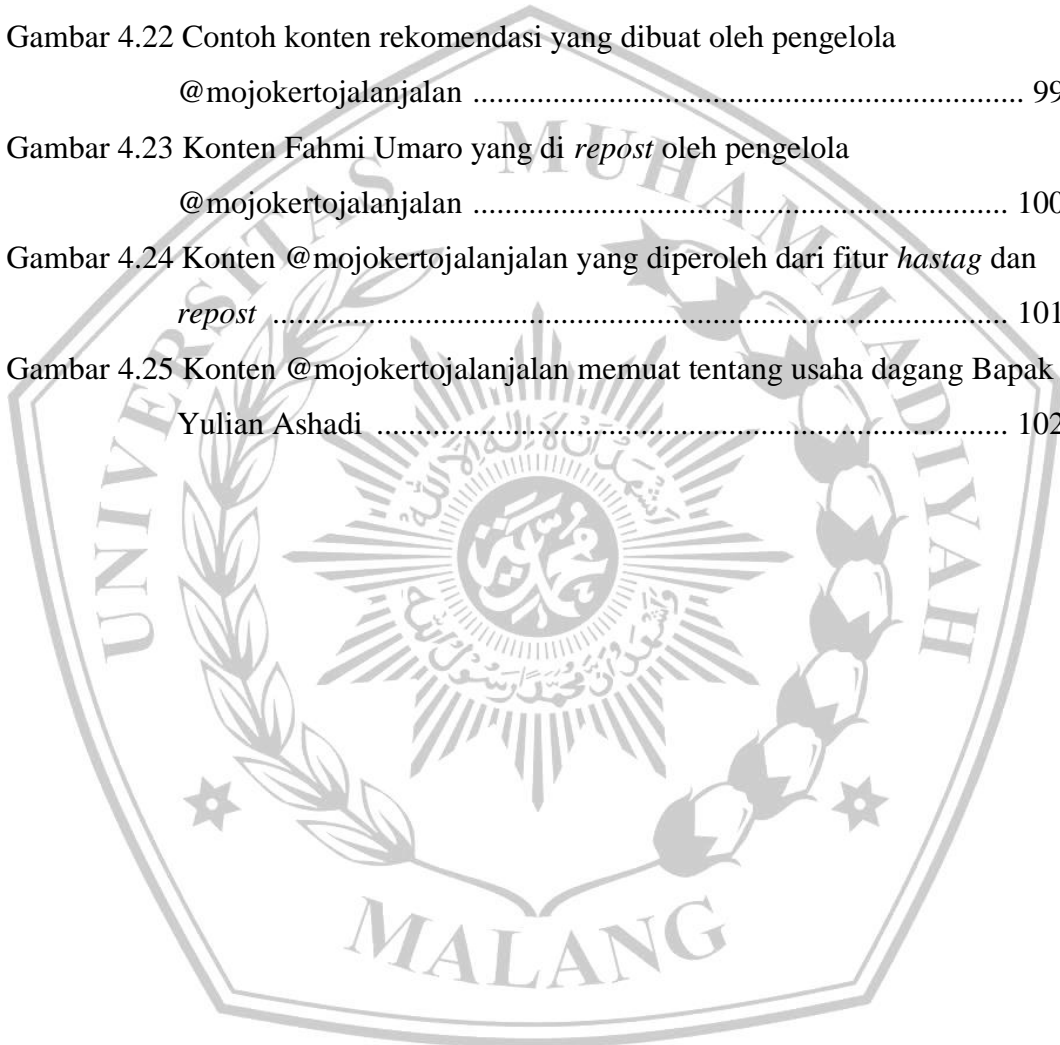 Gambar 4.22 Contoh konten rekomendasi yang dibuat oleh pengelola
@mojokertojalanjalan .................................................................................... 99
Gambar 4.23 Konten Fahmi Umaro yang di repost oleh pengelola
@mojokertojalanjalan .................................................................................. 100
Gambar 4.24 Konten @mojokertojalanjalan yang diperoleh dari fitur hastag dan
repost ................................................................................................................ 101
Gambar 4.25 Konten @mojokertojalanjalan memuat tentang usaha dagang Bapak
Yulian Ashadi ................................................................................................ 102
UNIVERSITAS MUHAMMADIYAH
MALANG